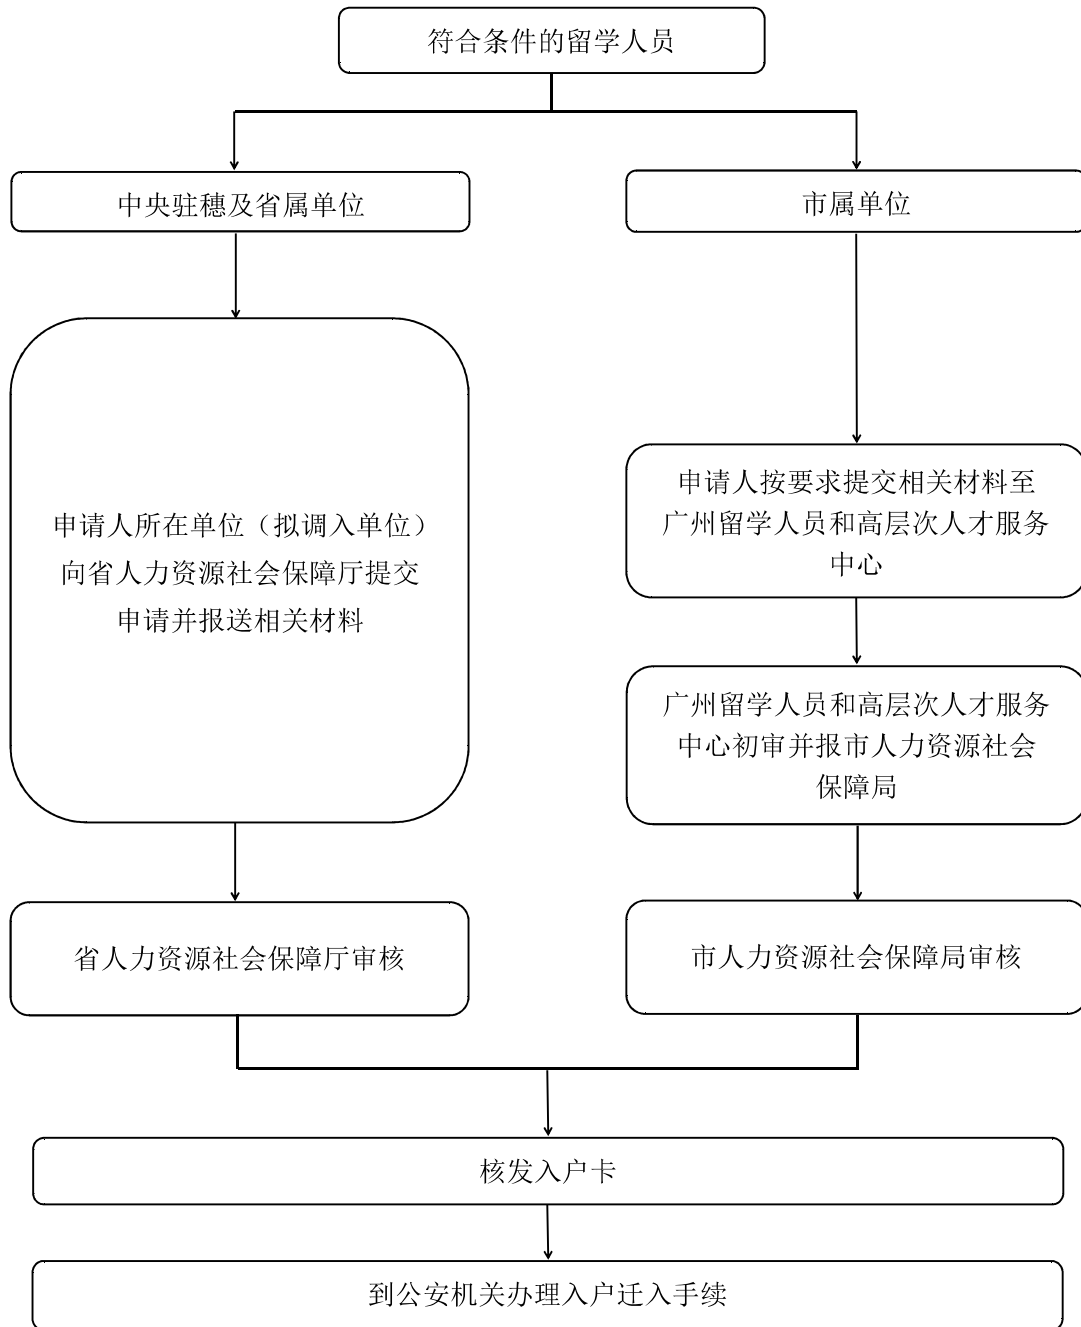 符合条件的留学人员
中央驻穗及省属单位
市属单位
申请人所在单位（拟调入单位）
向省人力资源社会保障厅提交
申请并报送相关材料
申请人按要求提交相关材料至
广州留学人员和高层次人才服务
中心
广州留学人员和高层次人才服务
中心初审并报市人力资源社会
保障局
省人力资源社会保障厅审核
市人力资源社会保障局审核
核发入户卡
到公安机关办理入户迁入手续